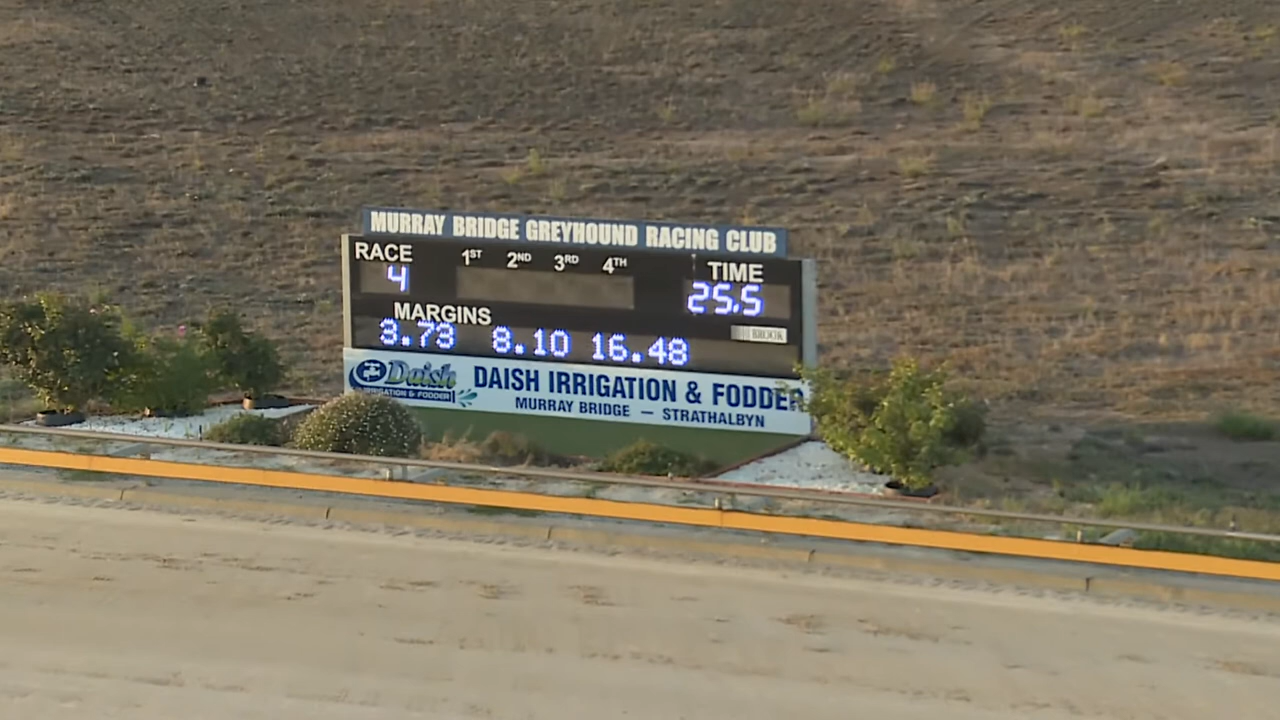 MURRAY BRIDGE GREYHOUND RACING CLUB
RACE 1ST 2ND 3RD 4TH TIME
4 25.5
MARGINS
3.73 8.10 16.48
BROOK
Daish
IRRIGATION & FODDER
DAISH IRRIGATION & FODDER
MURRAY BRIDGE — STRATHALBYN